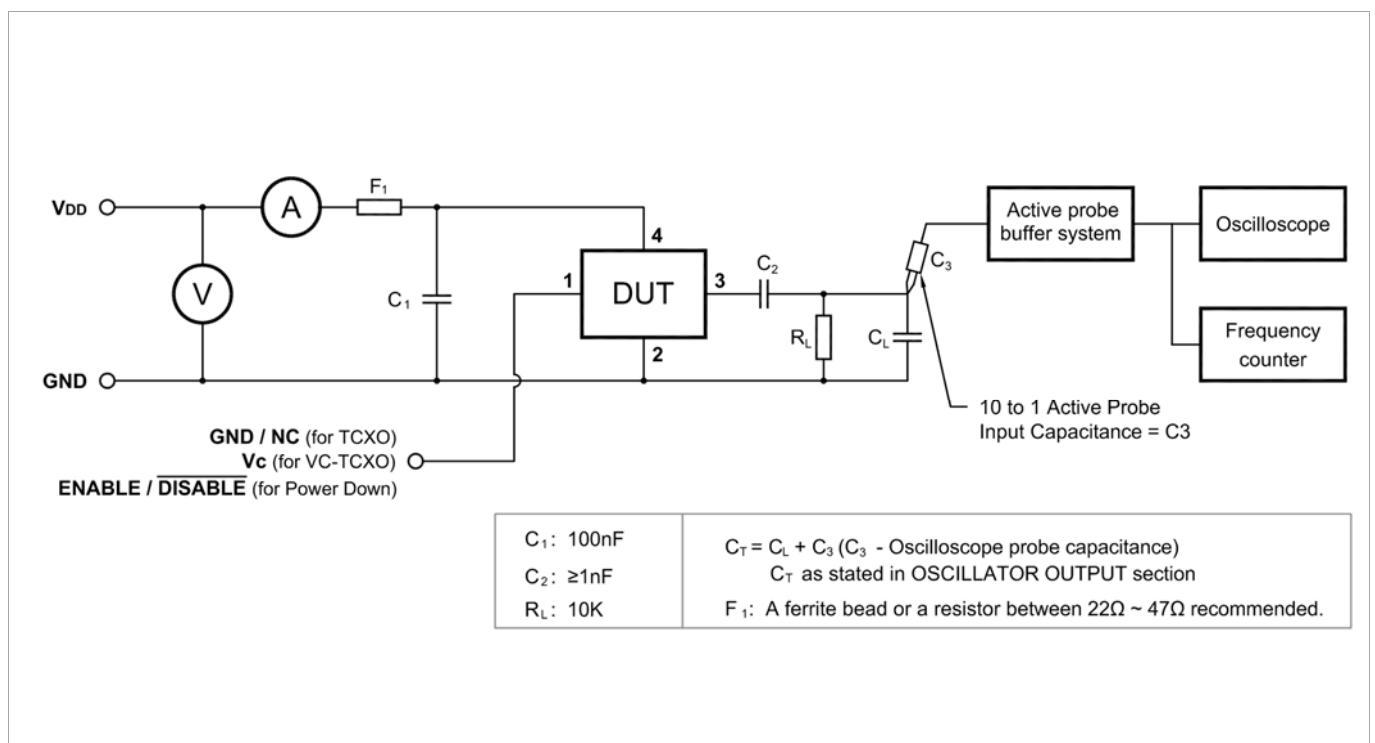 VDD
A
F₁
V
C₁
GND
4
1
DUT
3
2
C₂
RL
CL
C₃
Active probe
buffer system
Oscilloscope
Frequency
counter
10 to 1 Active Probe
Input Capacitance = C3
GND / NC (for TCXO)
Vc (for VC-TCXO)
ENABLE / DISABLE (for Power Down)
C₁: 100nF
C₂: ≥1nF
RL: 10K
CT = CL + C₃ (C₃ - Oscilloscope probe capacitance)
CT as stated in OSCILLATOR OUTPUT section
F₁: A ferrite bead or a resistor between 22Ω ~ 47Ω recommended.